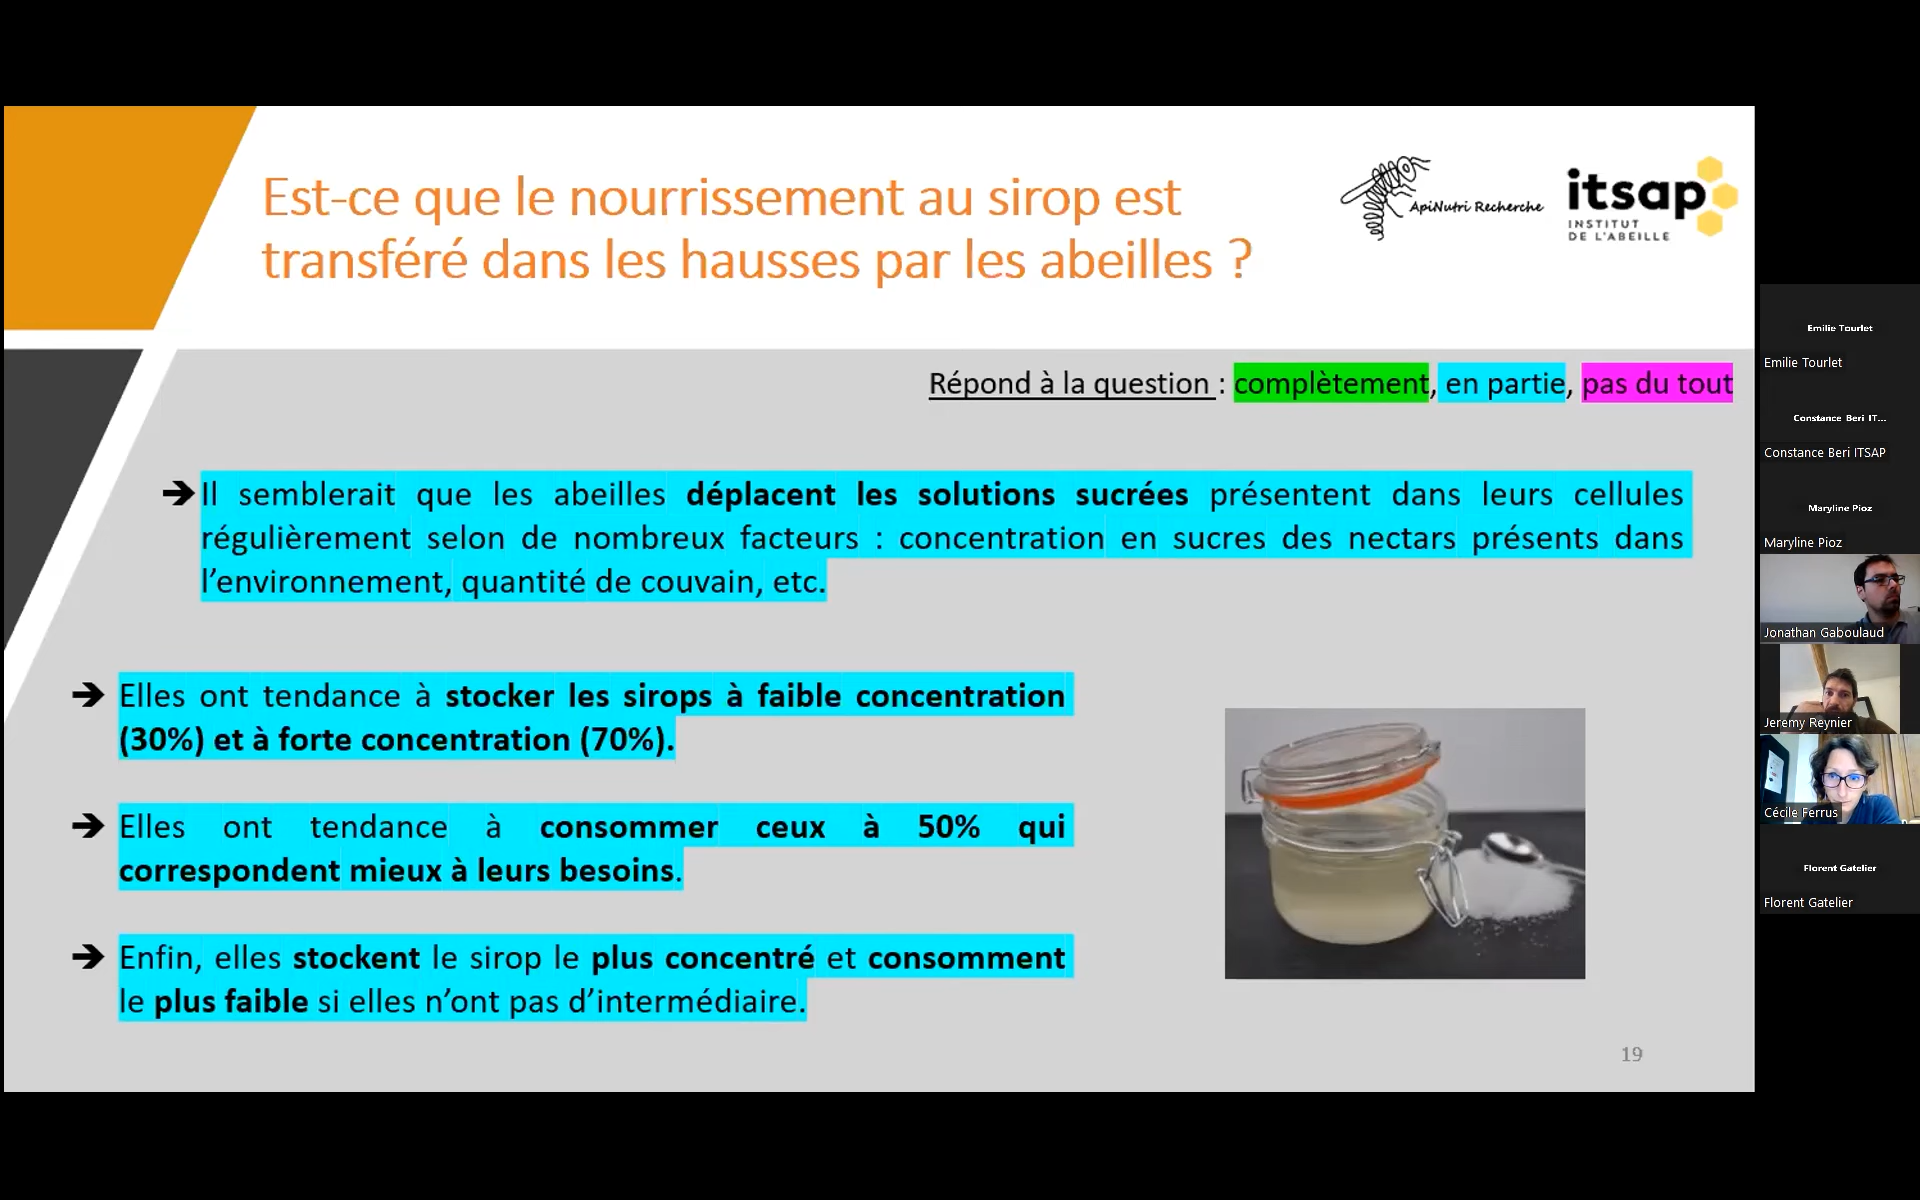 Est-ce que le nourrissement au sirop est
transféré dans les hausses par les abeilles ?
ApiNutri Recherche
itsap
INSTITUT
DE L'ABEILLE
Répond à la question : complètement, en partie, pas du tout
➔ Il semblerait que les abeilles déplacent les solutions sucrées présentent dans leurs cellules
régulièrement selon de nombreux facteurs : concentration en sucres des nectars présents dans
l'environnement, quantité de couvain, etc.
➔ Elles ont tendance à stocker les sirops à faible concentration
(30%) et à forte concentration (70%).
➔ Elles ont tendance à consommer ceux à 50% qui
correspondent mieux à leurs besoins.
➔ Enfin, elles stockent le sirop le plus concentré et consomment
le plus faible si elles n'ont pas d'intermédiaire.
19
Emilie Tourlet
Emilie Tourlet
Constance Beri IT...
Constance Beri ITSAP
Maryline Pioz
Maryline Pioz
Jonathan Gaboulaud
Jeremy Reynier
Cécile Ferrus
Florent Gatelier
Florent Gatelier